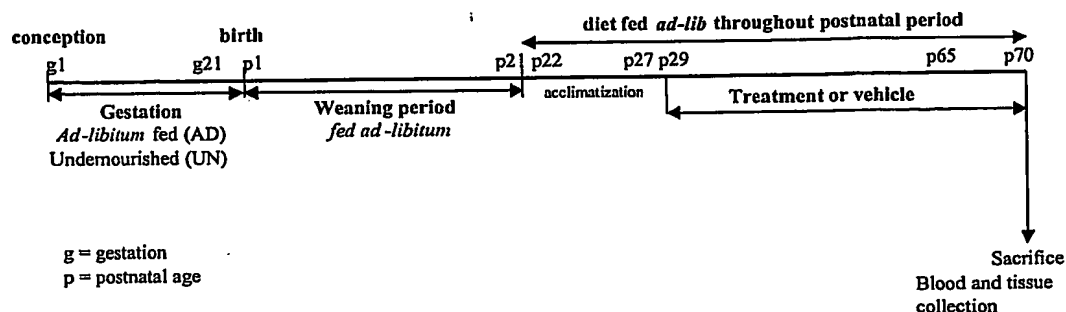 diet fed ad-lib throughout postnatal period
conception birth
g1 g21 p1 p21 p22 p27 p29 p65 p70
acclimatization
Gestation Weaning period Treatment or vehicle
Ad-libitum fed (AD) fed ad-libitum
Undernourished (UN)
g = gestation
p = postnatal age
Sacrifice
Blood and tissue
collection